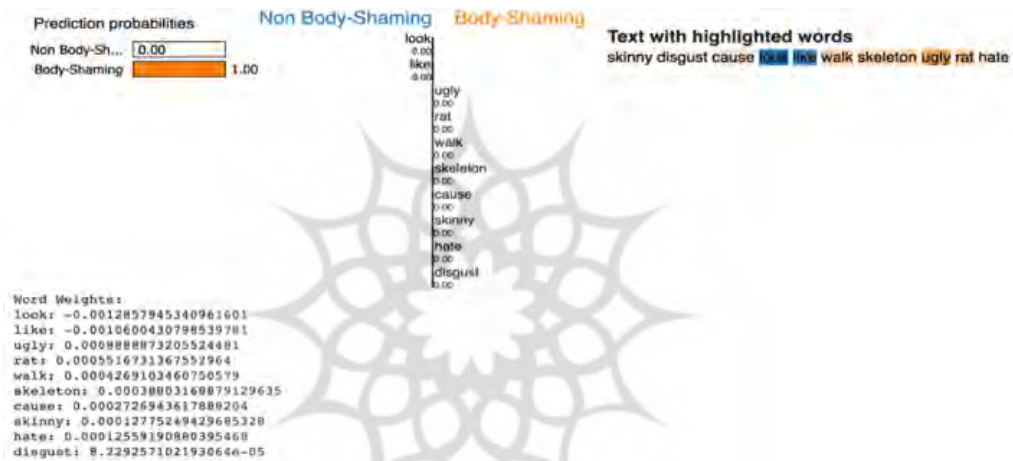 Prediction probabilities
Non Body-Sh... 0.00
Body-Shaming 1.00
Non Body-Shaming Body-Shaming
look
0.00
like
0.00
ugly
0.00
rat
0.00
walk
0.00
skeleton
0.00
cause
0.00
skinny
0.00
hate
0.00
disgust
0.00
Text with highlighted words
skinny disgust cause look like walk skeleton ugly rat hate
Word Weights:
look: -0.0012857945340961601
like: -0.0010600430798539781
ugly: 0.0008888873205524481
rat: 0.0005516731367552964
walk: 0.0004269103460750579
skeleton: 0.00038803168879129635
cause: 0.0002726943617888204
skinny: 0.00012775249429685328
hate: 0.00012559190880395468
disgust: 8.229257102193064e-05